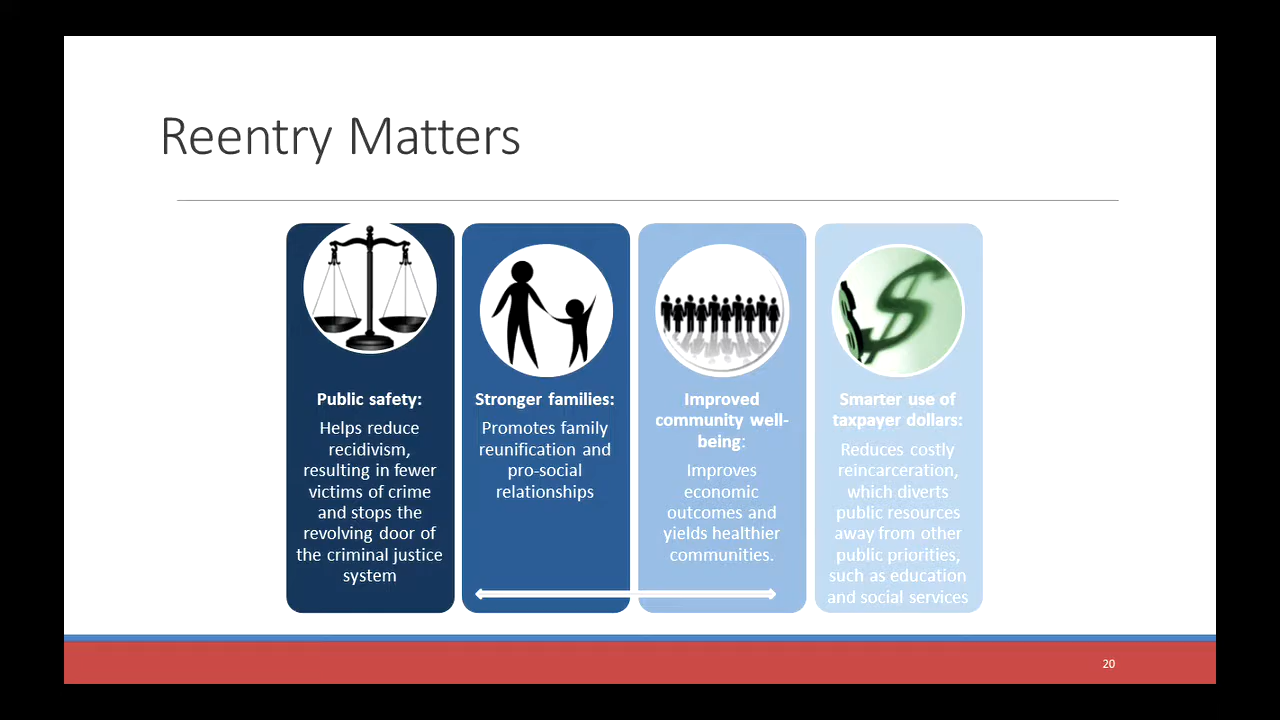 Reentry Matters
Public safety:
Helps reduce
recidivism,
resulting in fewer
victims of crime
and stops the
revolving door of
the criminal justice
system
Stronger families:
Promotes family
reunification and
pro-social
relationships
Improved
community well-
being:
Improves
economic
outcomes and
yields healthier
communities.
Smarter use of
taxpayer dollars:
Reduces costly
reincarceration,
which diverts
public resources
away from other
public priorities,
such as education
and social services
20